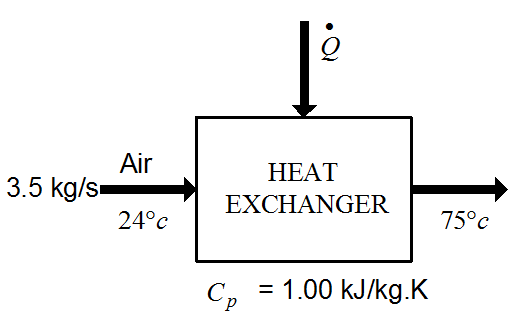 Q̇
Air
3.5 kg/s
24°c
HEAT
EXCHANGER
75°c
Cp = 1.00 kJ/kg.K